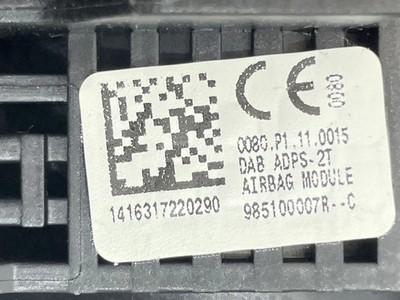 CE 0080
0080.P1.11.0015
DAB ADPS-2T
AIRBAG MODULE
1416317220290
985100007R--C